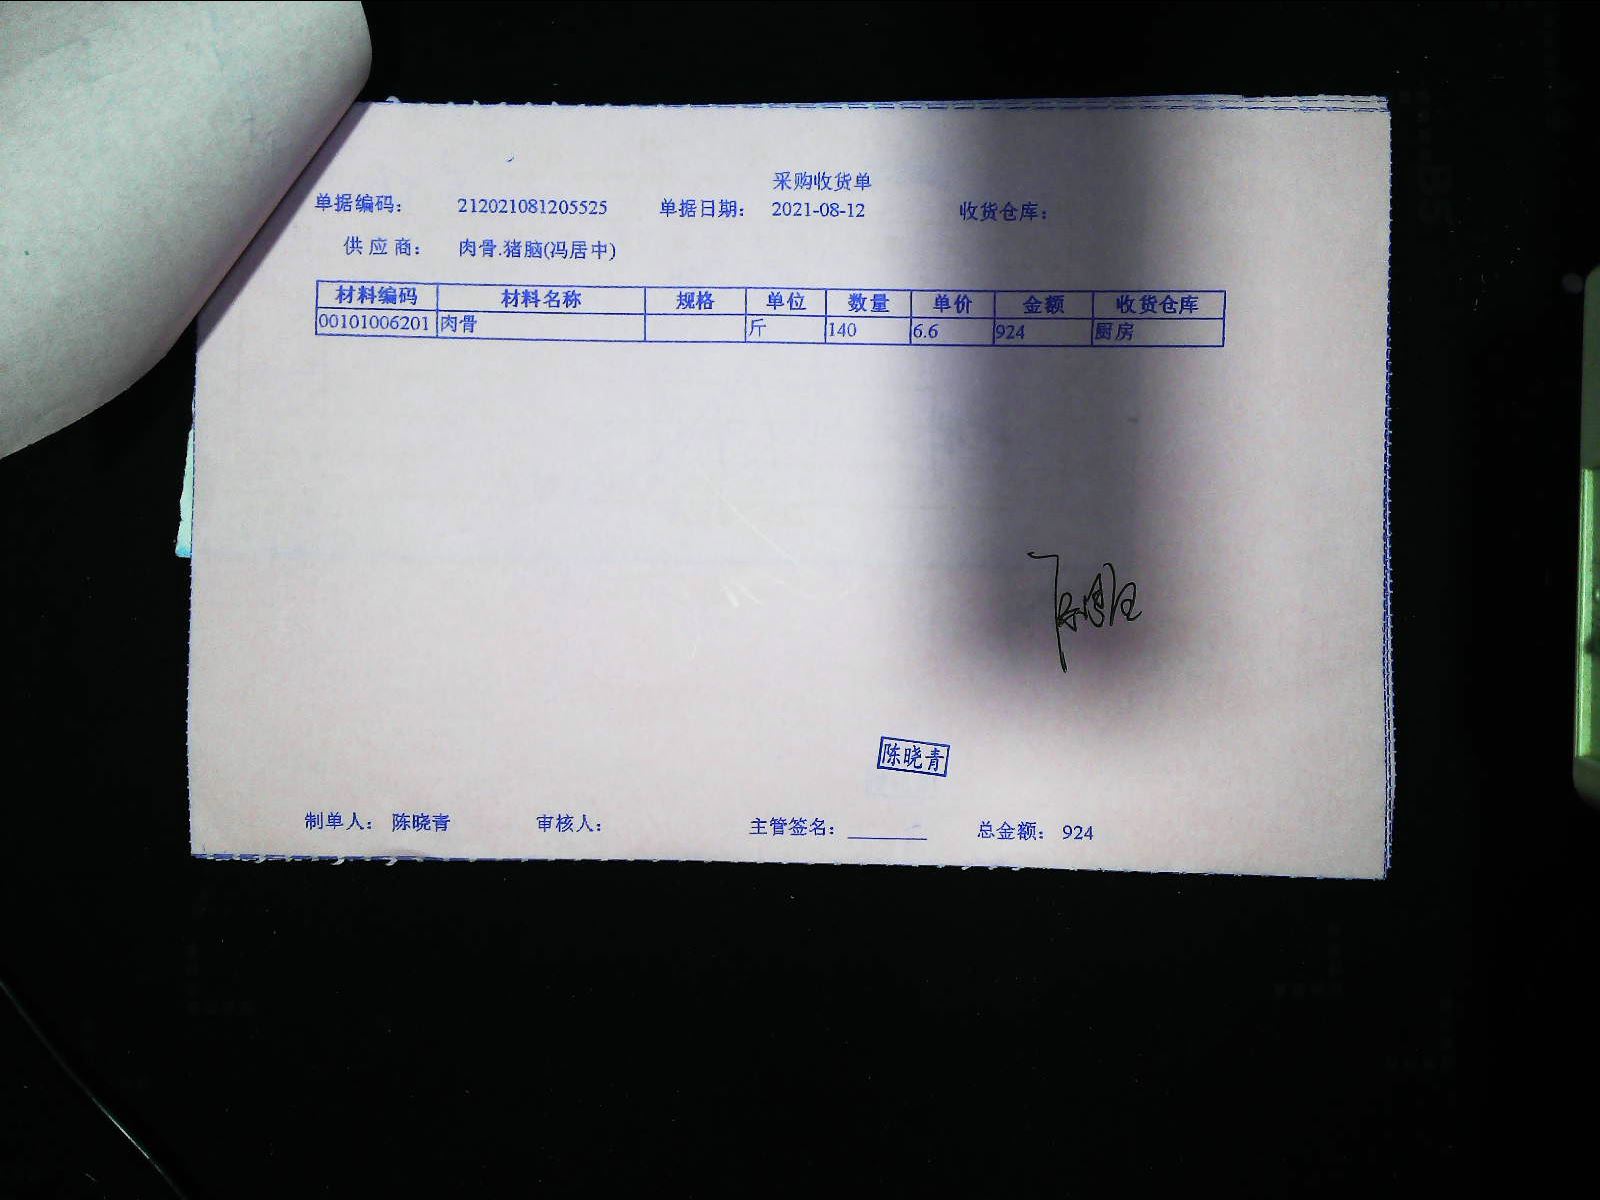 采购收货单
单据编码： 212021081205525 单据日期： 2021-08-12 收货仓库：
供应商： 肉骨.猪脑(冯居中)
材料编码 材料名称 规格 单位 数量 单价 金额 收货仓库
00101006201 肉骨 斤 140 6.6 924 厨房
陈晓青
制单人： 陈晓青 审核人： 主管签名： 总金额： 924